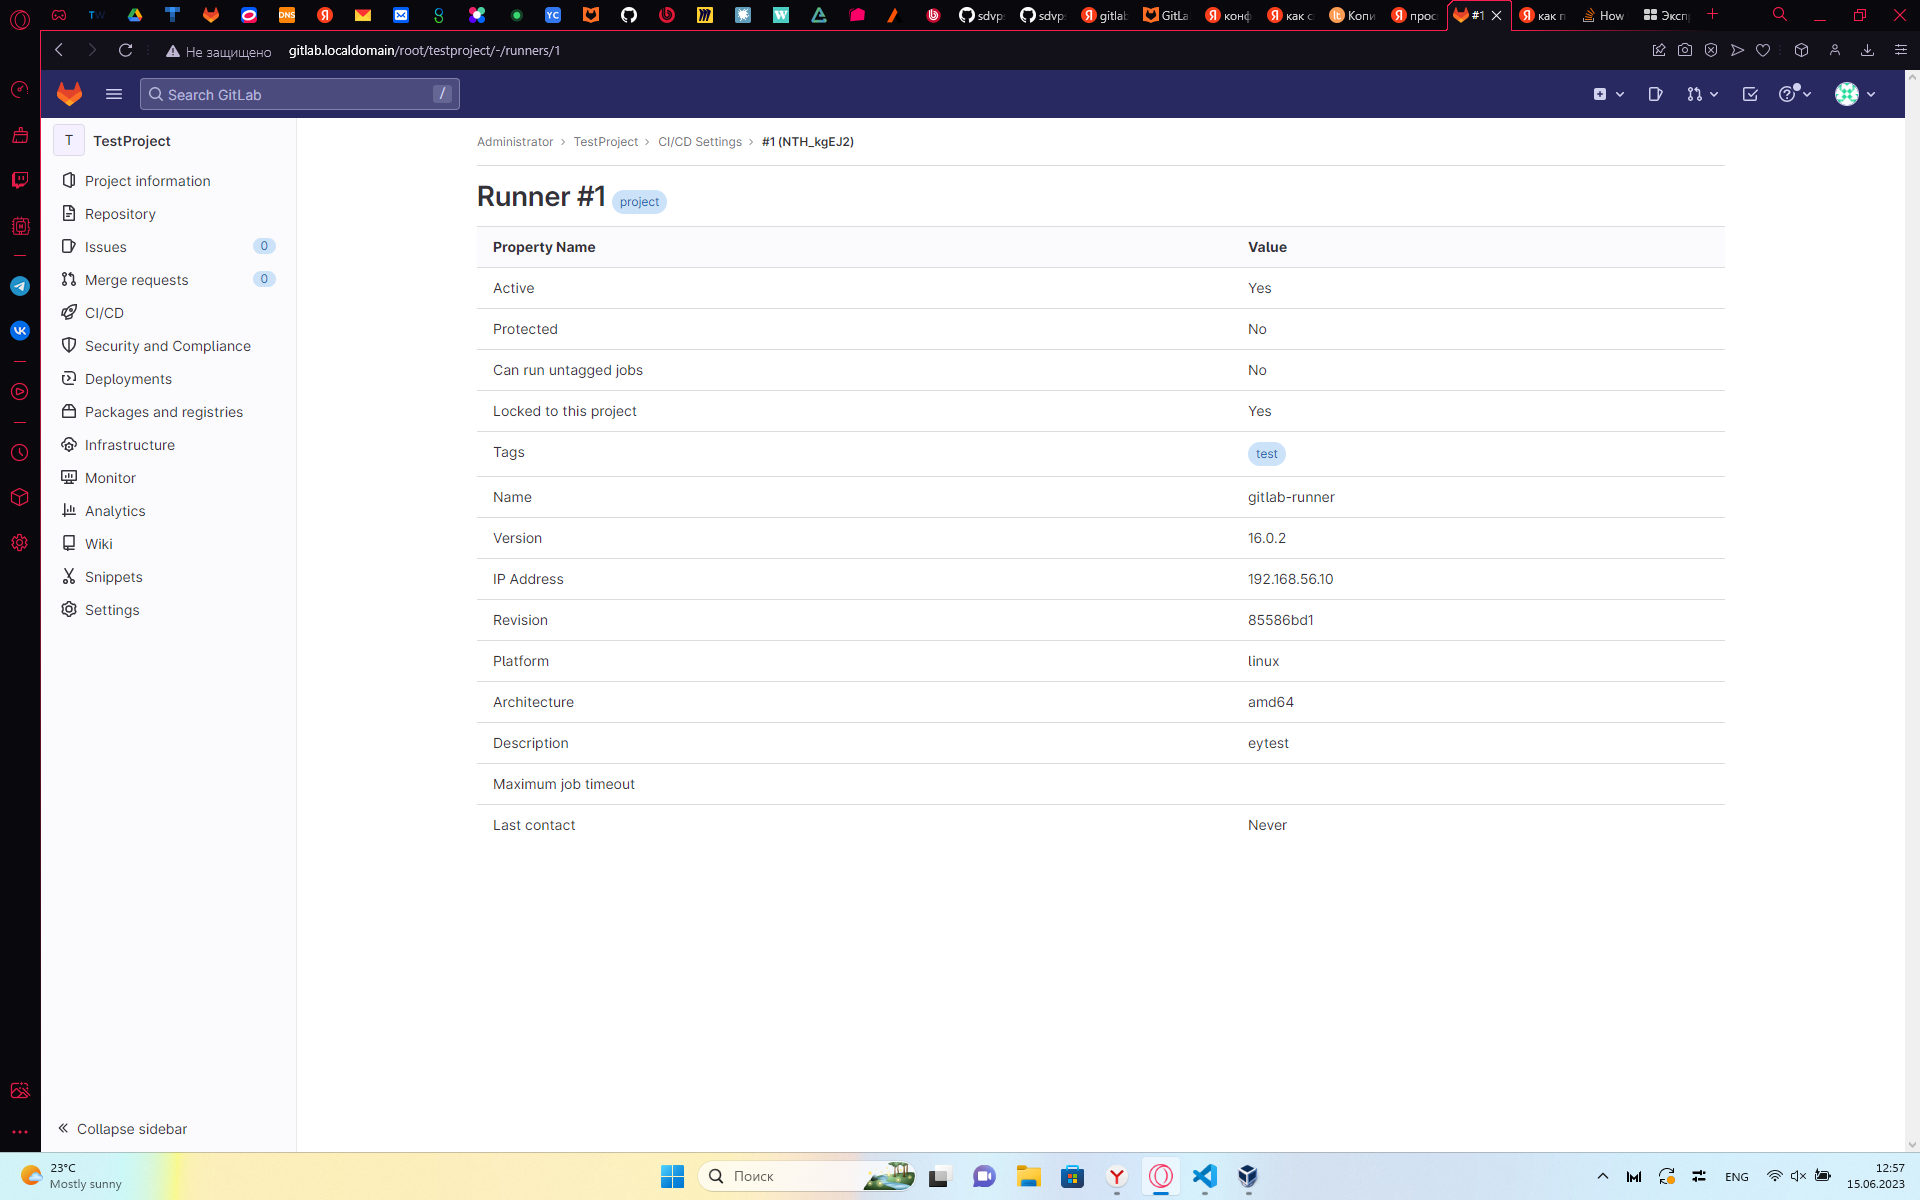 TW
DNS
YC
sdvp
sdvp
gitlab
GitLa
конф
как с
Копи
прос
#1
как п
How
Эксп
Не защищено
gitlab.localdomain/root/testproject/-/runners/1
Search GitLab
/
T
TestProject
Project information
Repository
Issues
0
Merge requests
0
CI/CD
Security and Compliance
Deployments
Packages and registries
Infrastructure
Monitor
Analytics
Wiki
Snippets
Settings
Collapse sidebar
Administrator > TestProject > CI/CD Settings > #1 (NTH_kgEJ2)
Runner #1 project
Property Name Value
Active Yes
Protected No
Can run untagged jobs No
Locked to this project Yes
Tags test
Name gitlab-runner
Version 16.0.2
IP Address 192.168.56.10
Revision 85586bd1
Platform linux
Architecture amd64
Description eytest
Maximum job timeout
Last contact Never
23°C
Mostly sunny
Поиск
ENG
12:57
15.06.2023